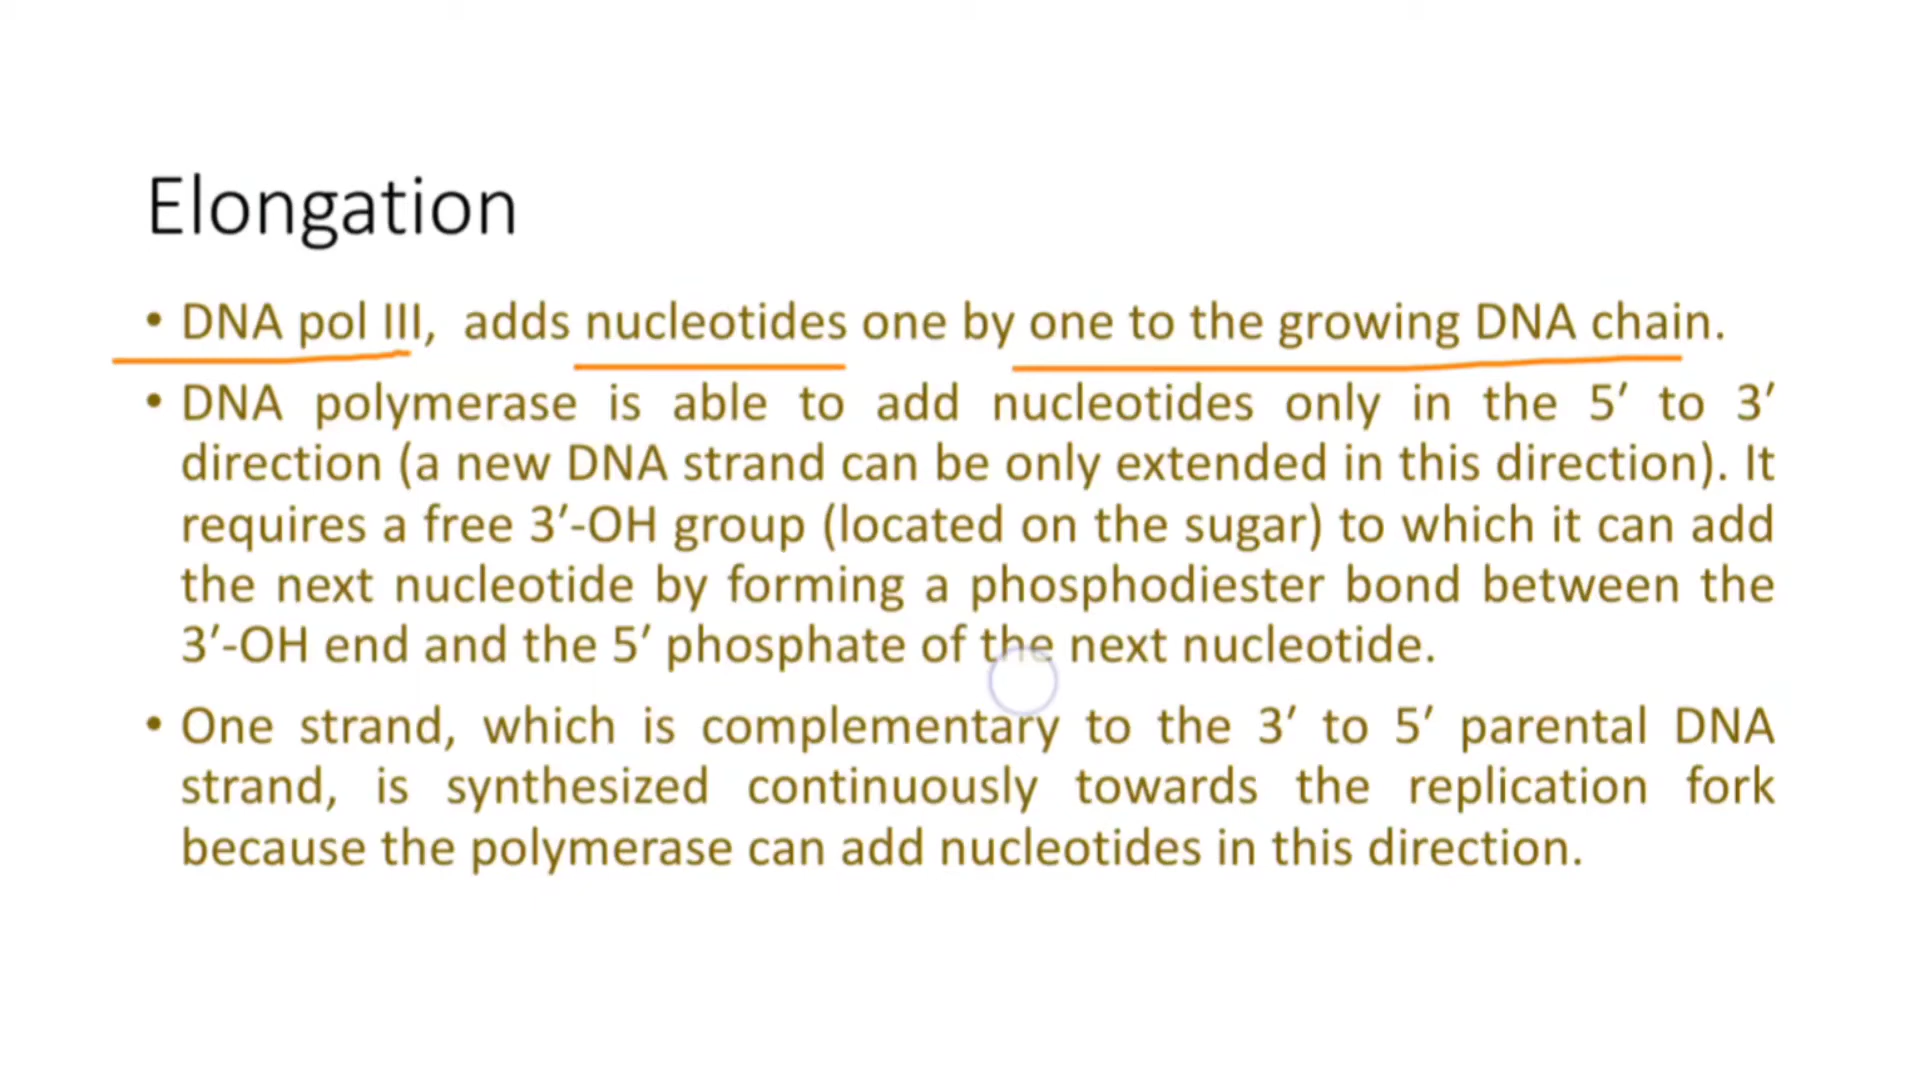 Elongation
• DNA pol III,  adds nucleotides one by one to the growing DNA chain.
• DNA polymerase is able to add nucleotides only in the 5′ to 3′
direction (a new DNA strand can be only extended in this direction). It
requires a free 3′-OH group (located on the sugar) to which it can add
the next nucleotide by forming a phosphodiester bond between the
3′-OH end and the 5′ phosphate of the next nucleotide.
• One strand, which is complementary to the 3′ to 5′ parental DNA
strand, is synthesized continuously towards the replication fork
because the polymerase can add nucleotides in this direction.